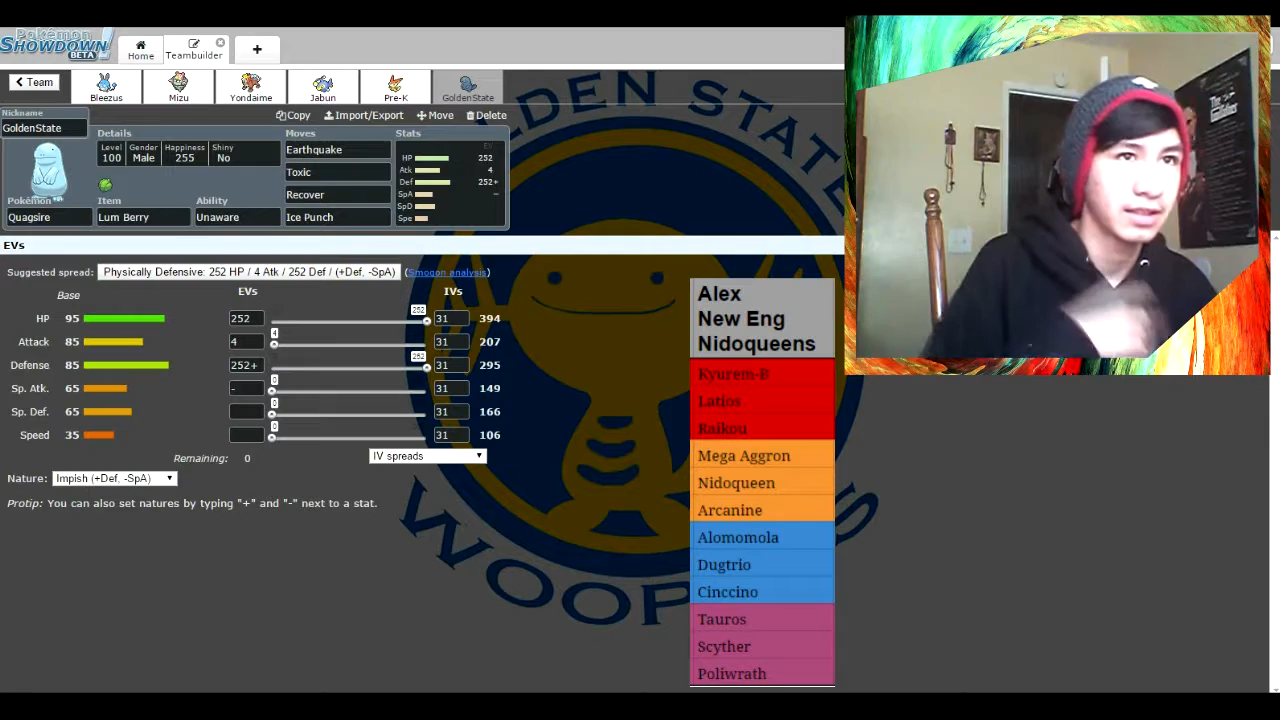 Pokémon
SHOWDOWN!
BETA
Home
Teambuilder
+
< Team
Bleezus
Mizu
Yondaime
Jabun
Pre-K
GoldenState
Nickname
GoldenState
Copy
Import/Export
Move
Delete
Details
Level
100
Gender
Male
Happiness
255
Shiny
No
Pokémon
Quagsire
Item
Lum Berry
Ability
Unaware
Moves
Earthquake
Toxic
Recover
Ice Punch
Stats
EV
HP 252
Atk 4
Def 252+
SpA −
SpD
Spe
EVs
Suggested spread: Physically Defensive: 252 HP / 4 Atk / 252 Def / (+Def, -SpA) (Smogon analysis)
Base EVs IVs
HP 95 252 252 31 394
Attack 85 4 4 31 207
Defense 85 252+ 252 31 295
Sp. Atk. 65 - 0 31 149
Sp. Def. 65 0 31 166
Speed 35 0 31 106
Remaining: 0
IV spreads
Nature: Impish (+Def, -SpA)
Protip: You can also set natures by typing "+" and "-" next to a stat.
Alex
New Eng
Nidoqueens
Kyurem-B
Latios
Raikou
Mega Aggron
Nidoqueen
Arcanine
Alomomola
Dugtrio
Cinccino
Tauros
Scyther
Poliwrath